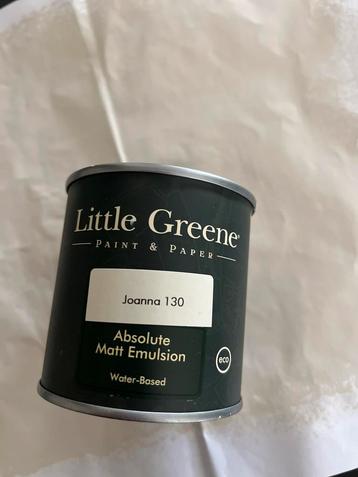 Little Greene®
PAINT & PAPER
Joanna 130
Absolute
Matt Emulsion
eco
Water-Based